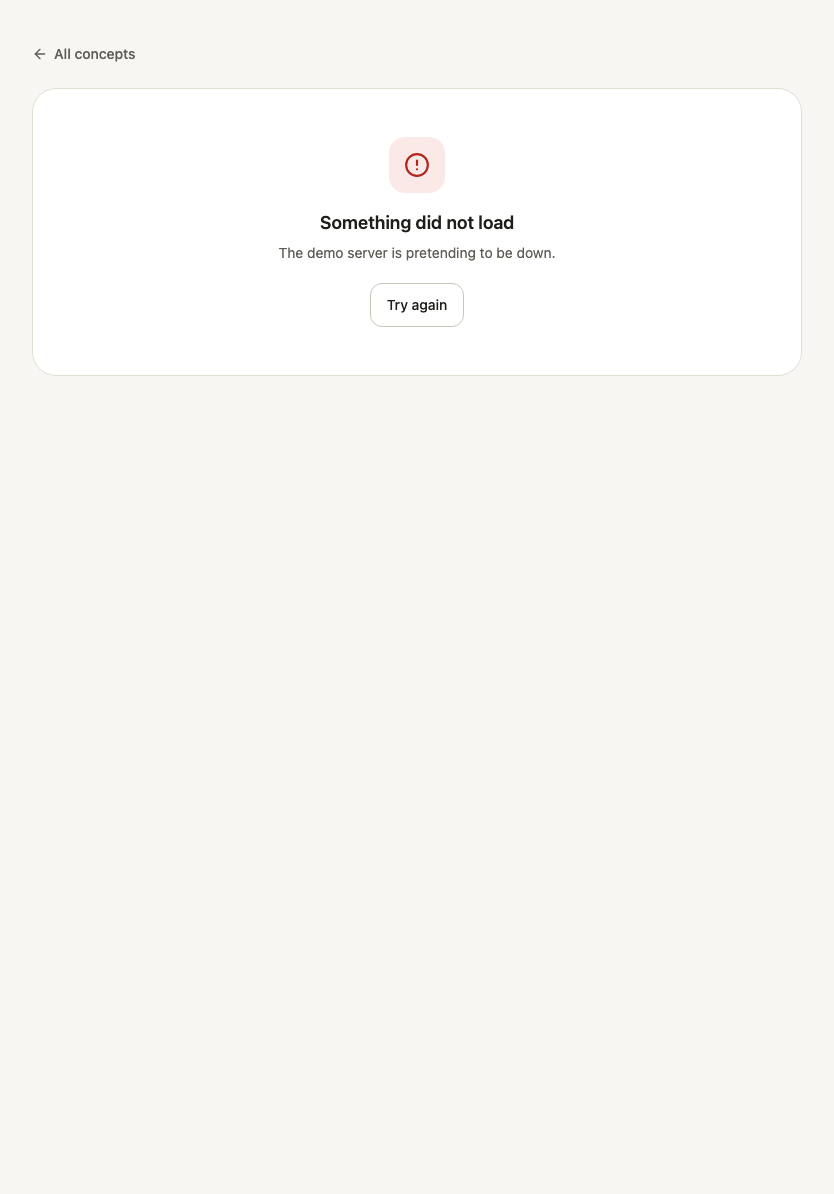 All concepts
Something did not load
The demo server is pretending to be down.
Try again